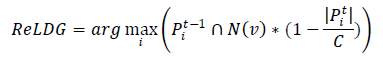 ReLDG = arg max_i ( P_i^{t−1} ∩ N(v) * (1 − |P_i^t| / C) )